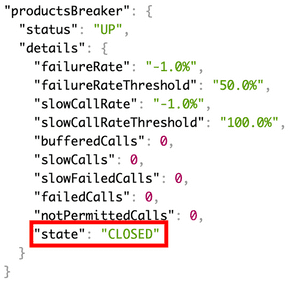 "productsBreaker": {
"status": "UP",
"details": {
"failureRate": "-1.0%",
"failureRateThreshold": "50.0%",
"slowCallRate": "-1.0%",
"slowCallRateThreshold": "100.0%",
"bufferedCalls": 0,
"slowCalls": 0,
"slowFailedCalls": 0,
"failedCalls": 0,
"notPermittedCalls": 0,
"state": "CLOSED"
}
}